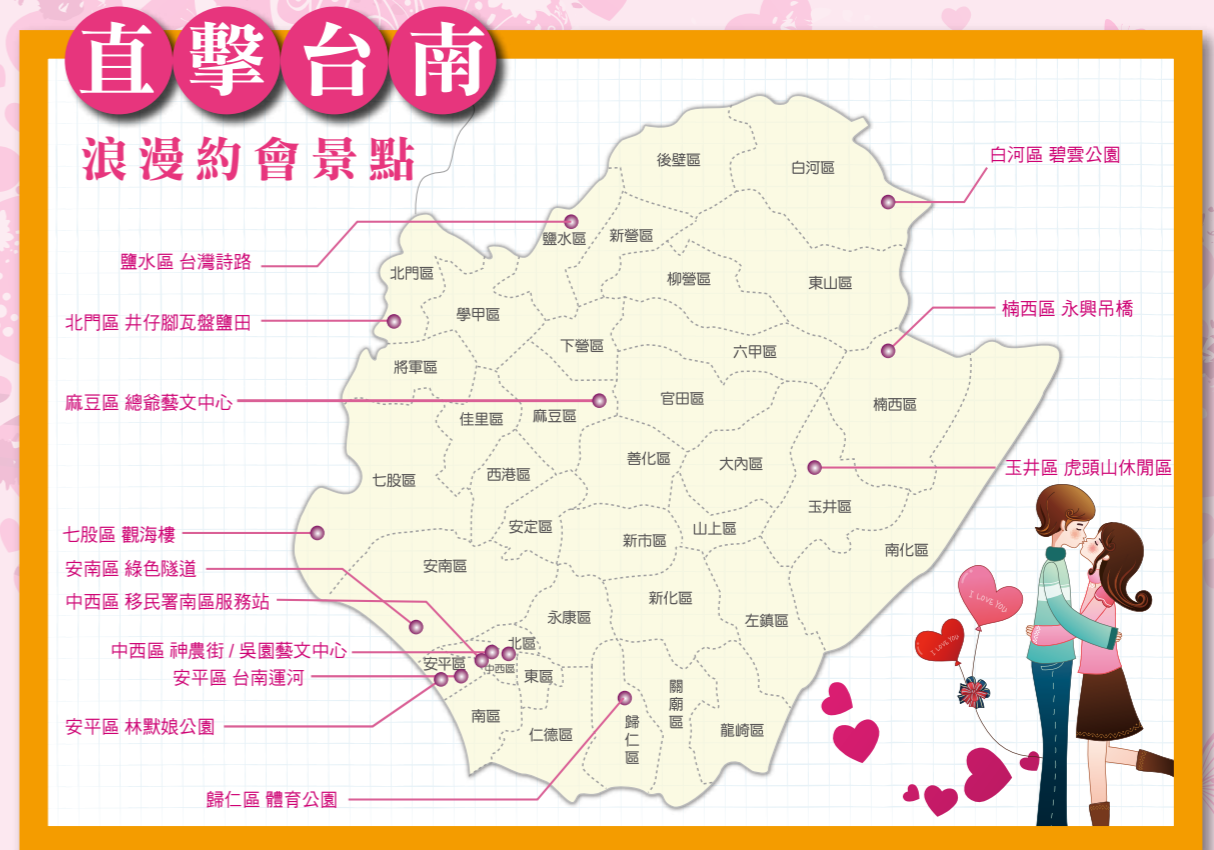 直擊台南
浪漫約會景點
白河區 碧雲公園
鹽水區 台灣詩路
北門區 井仔腳瓦盤鹽田
楠西區 永興吊橋
麻豆區 總爺藝文中心
玉井區 虎頭山休閒區
七股區 觀海樓
安南區 綠色隧道
中西區 移民署南區服務站
中西區 神農街 / 吳園藝文中心
安平區 台南運河
安平區 林默娘公園
歸仁區 體育公園
後壁區
白河區
鹽水區
新營區
北門區
柳營區
東山區
學甲區
下營區
六甲區
將軍區
官田區
楠西區
佳里區
麻豆區
善化區
大內區
七股區
西港區
玉井區
安定區
新市區
山上區
南化區
安南區
新化區
永康區
左鎮區
北區
安平區
中西區
東區
關廟區
南區
仁德區
歸仁區
龍崎區
I LOVE YOU
I LOVE YOU